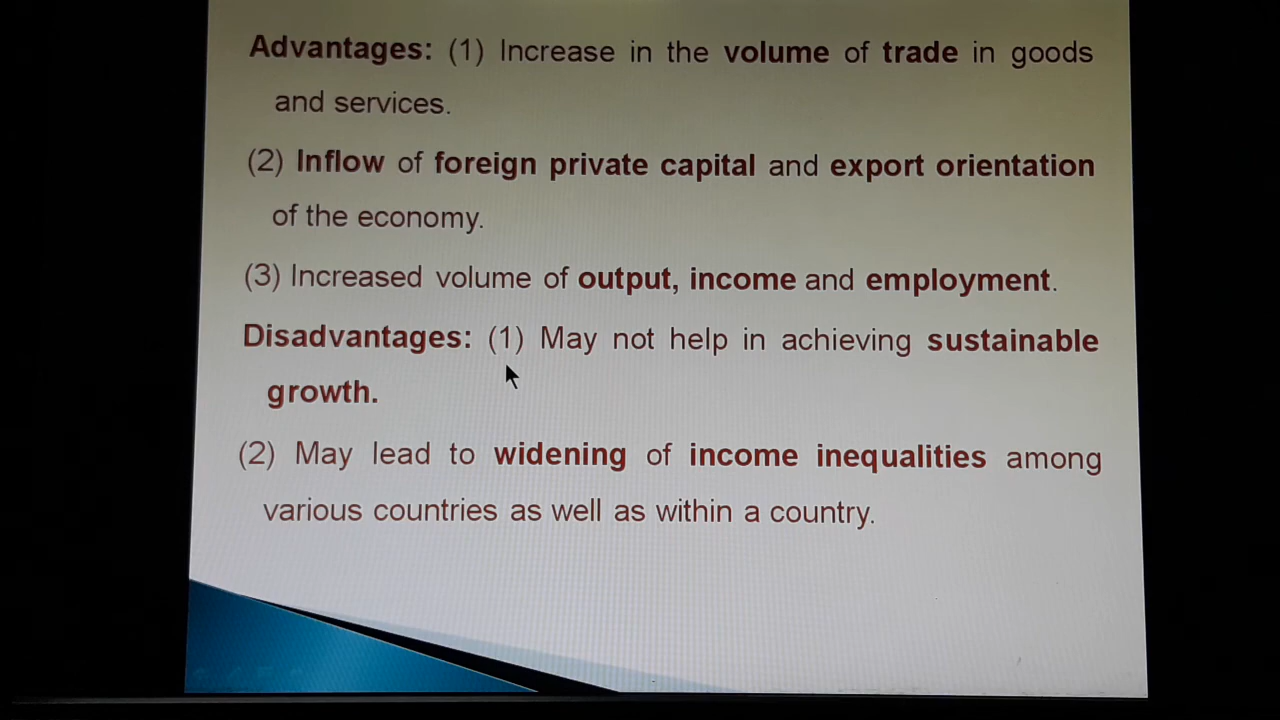 Advantages: (1) Increase in the volume of trade in goods
and services.
(2) Inflow of foreign private capital and export orientation
of the economy.
(3) Increased volume of output, income and employment.
Disadvantages: (1) May not help in achieving sustainable
growth.
(2) May lead to widening of income inequalities among
various countries as well as within a country.